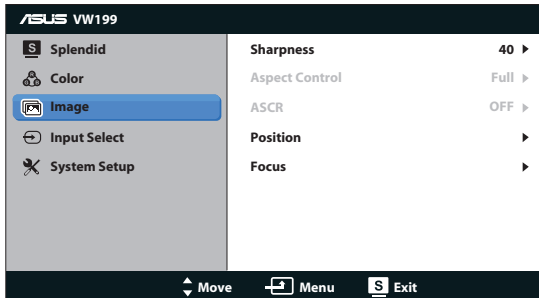 ASUS VW199
S Splendid
Color
Image
Input Select
System Setup
Sharpness 40
Aspect Control Full
ASCR OFF
Position
Focus
Move Menu S Exit